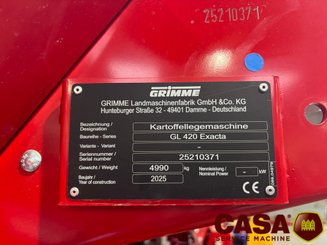 25210371
GRIMME
GRIMME Landmaschinenfabrik GmbH &Co. KG
Hunteburger Straße 32 - 49401 Damme - Deutschland
Bezeichnung / Designation Kartoffellegemaschine
Baureihe - Series GL 420 Exacta
Variante - Variant -
Seriennummer / Serial number 25210371
Gewicht / Weight 4990 kg Nennleistung / Nominal Power - kW
Baujahr / Year of construction 2025
CASA
SERVICE MACHINE